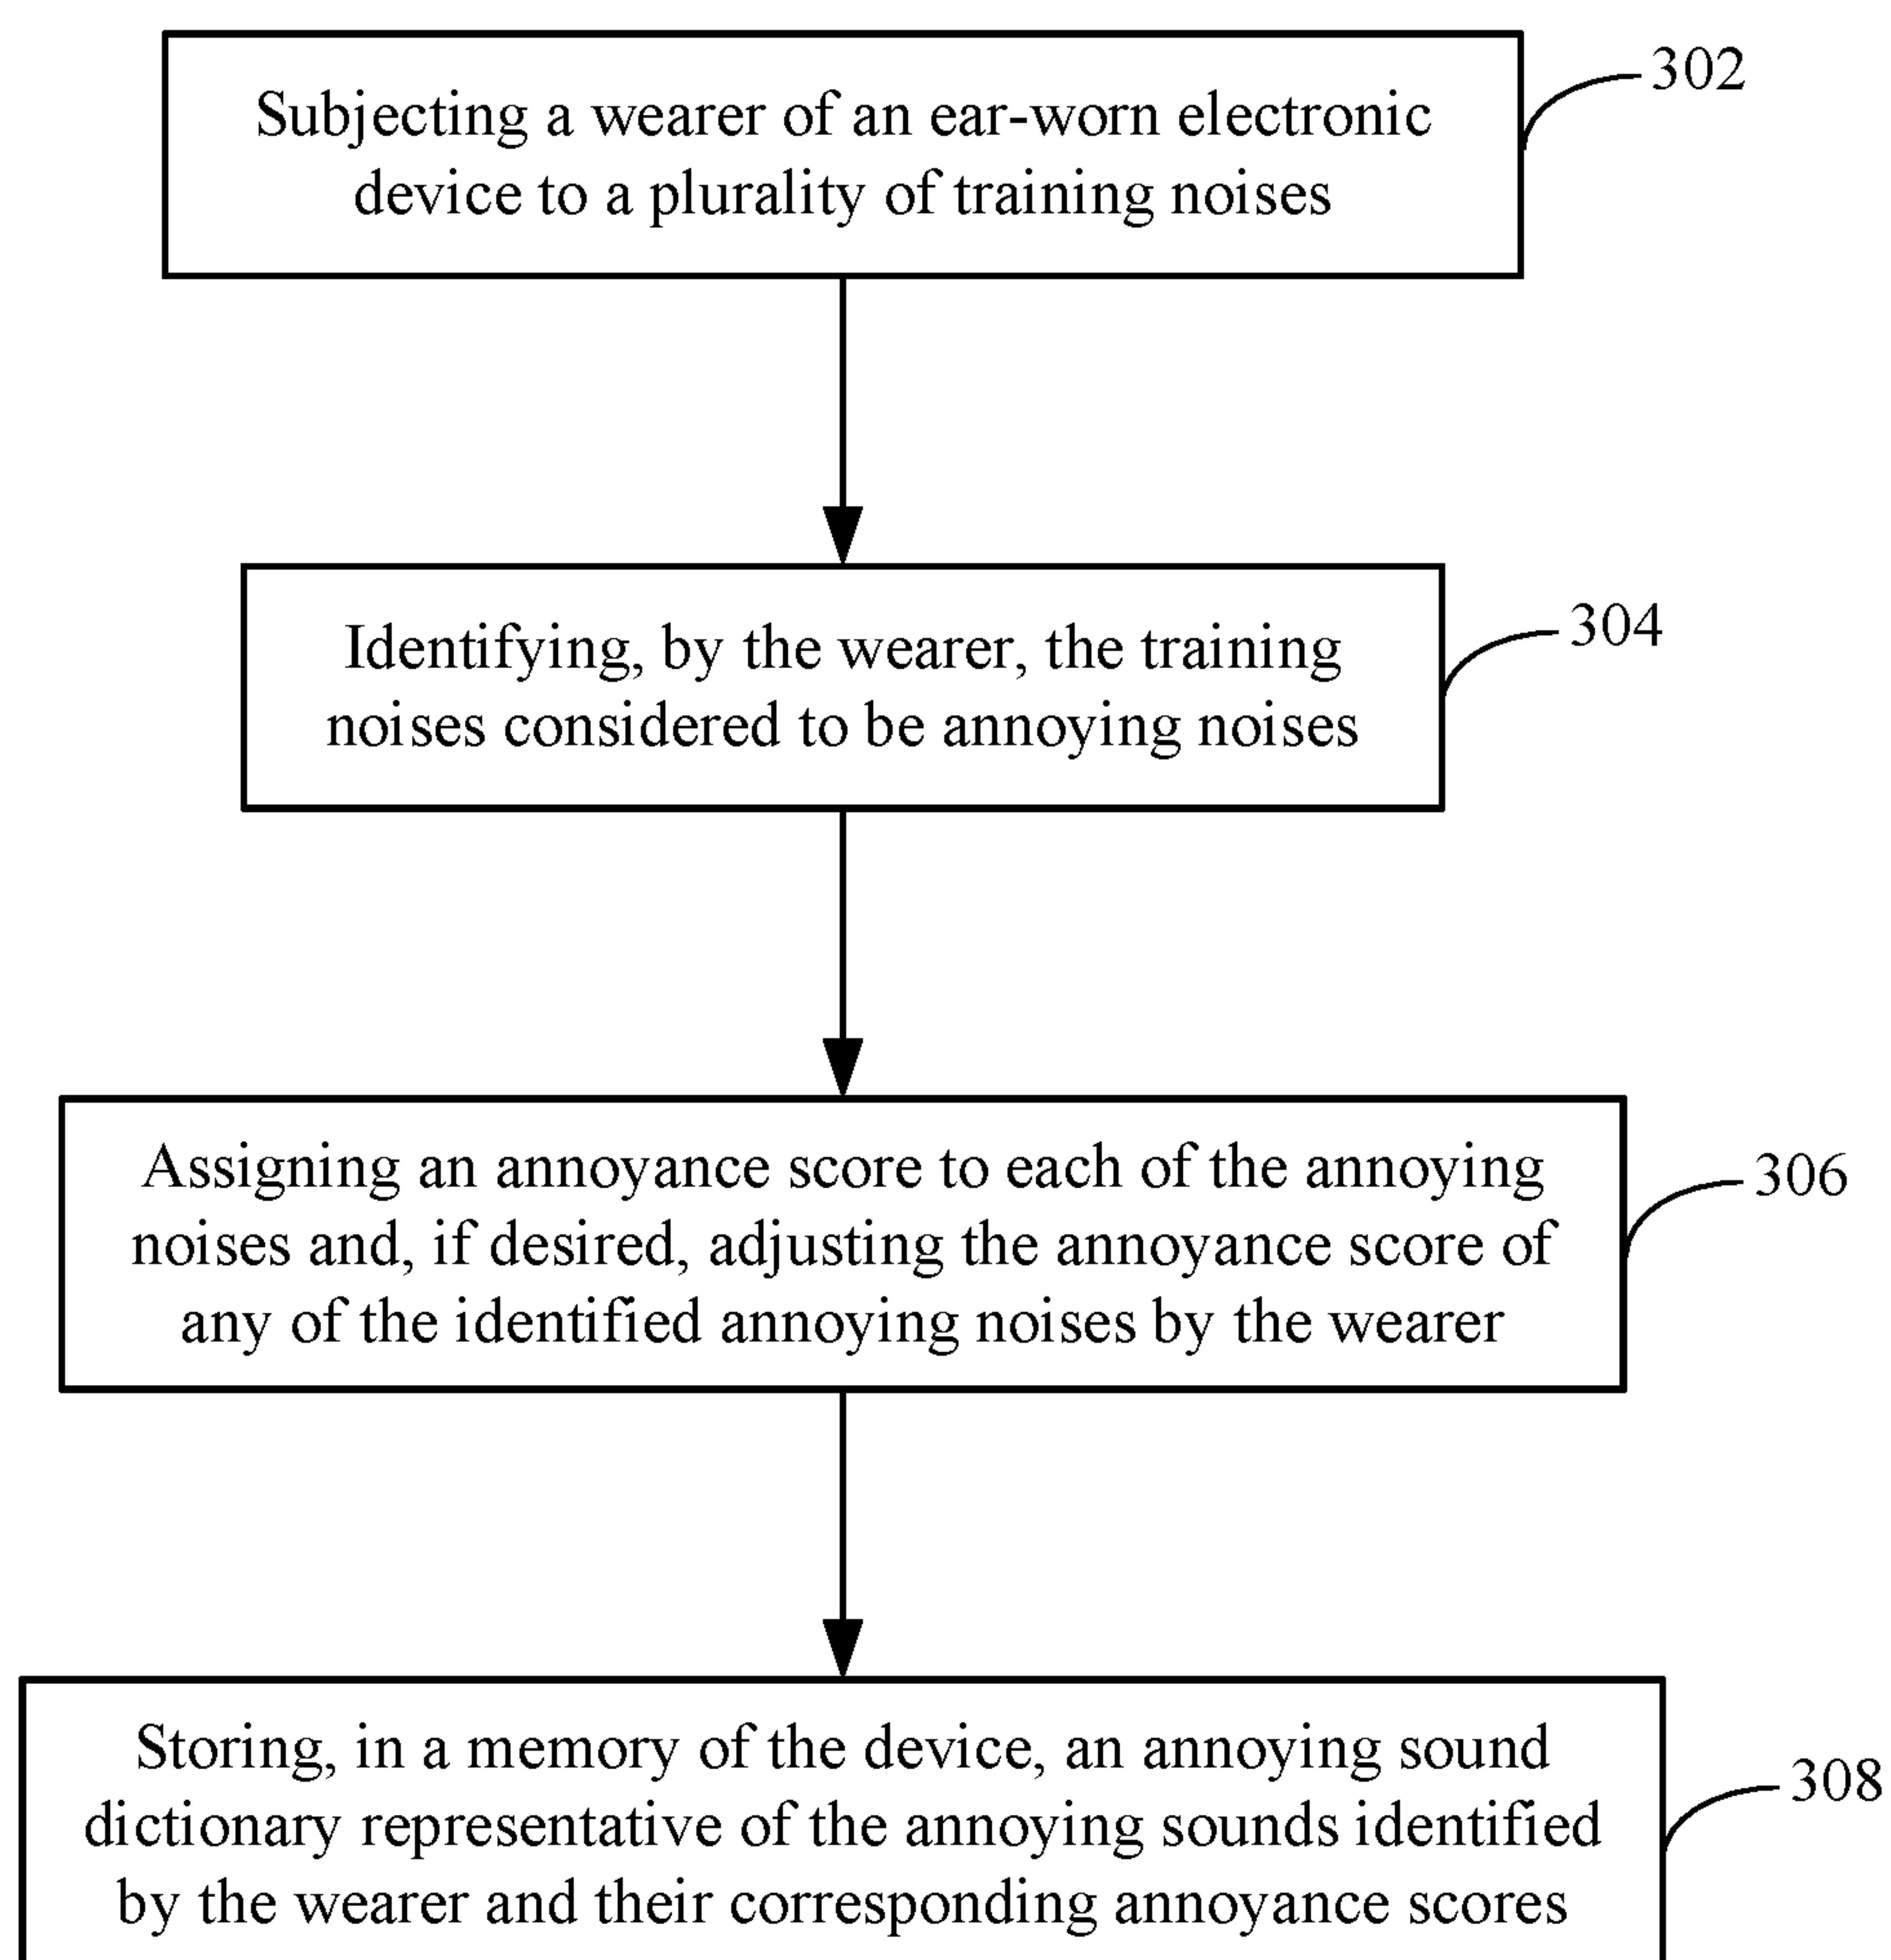 Subjecting a wearer of an ear-worn electronic
device to a plurality of training noises
302
Identifying, by the wearer, the training
noises considered to be annoying noises
304
Assigning an annoyance score to each of the annoying
noises and, if desired, adjusting the annoyance score of
any of the identified annoying noises by the wearer
306
Storing, in a memory of the device, an annoying sound
dictionary representative of the annoying sounds identified
by the wearer and their corresponding annoyance scores
308